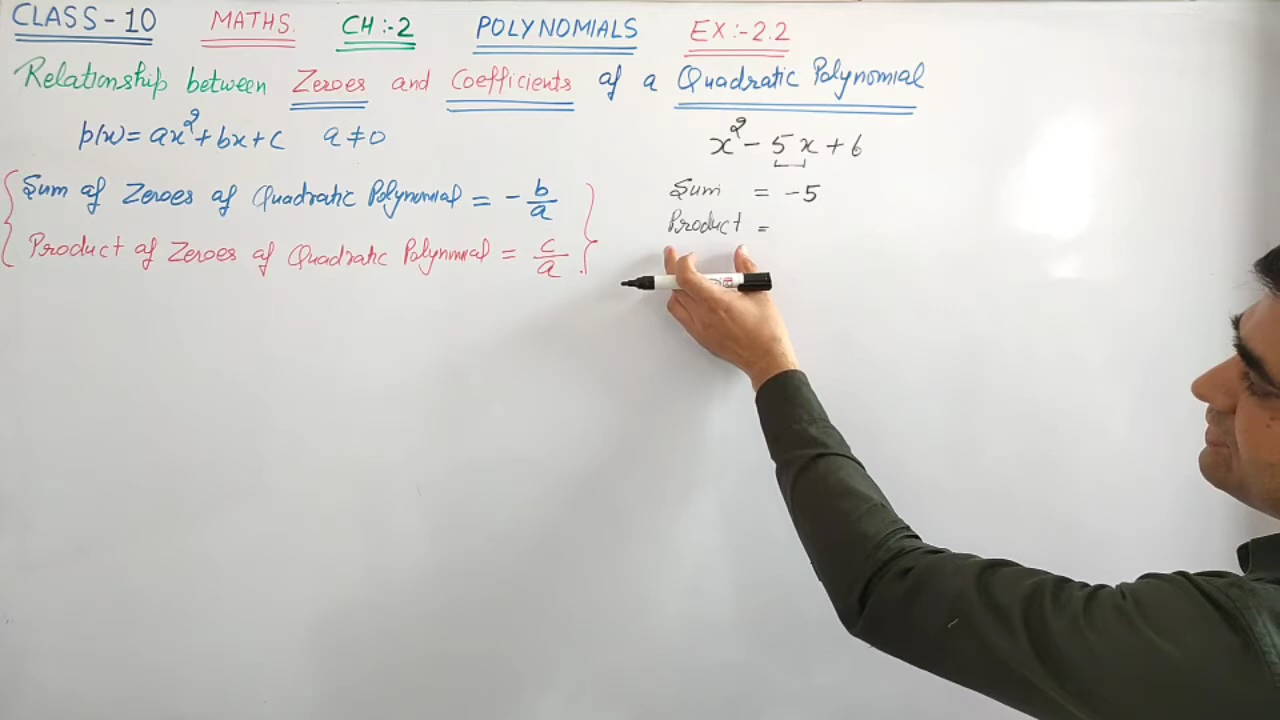 CLASS - 10 MATHS. CH:-2 POLYNOMIALS EX:-2.2
Relationship between Zeroes and Coefficients of a Quadratic Polynomial
p(x) = ax² + bx + c a ≠ 0
Sum of Zeroes of Quadratic Polynomial = - b/a
Product of Zeroes of Quadratic Polynomial = c/a.
x² - 5x + 6
Sum = -5
Product =